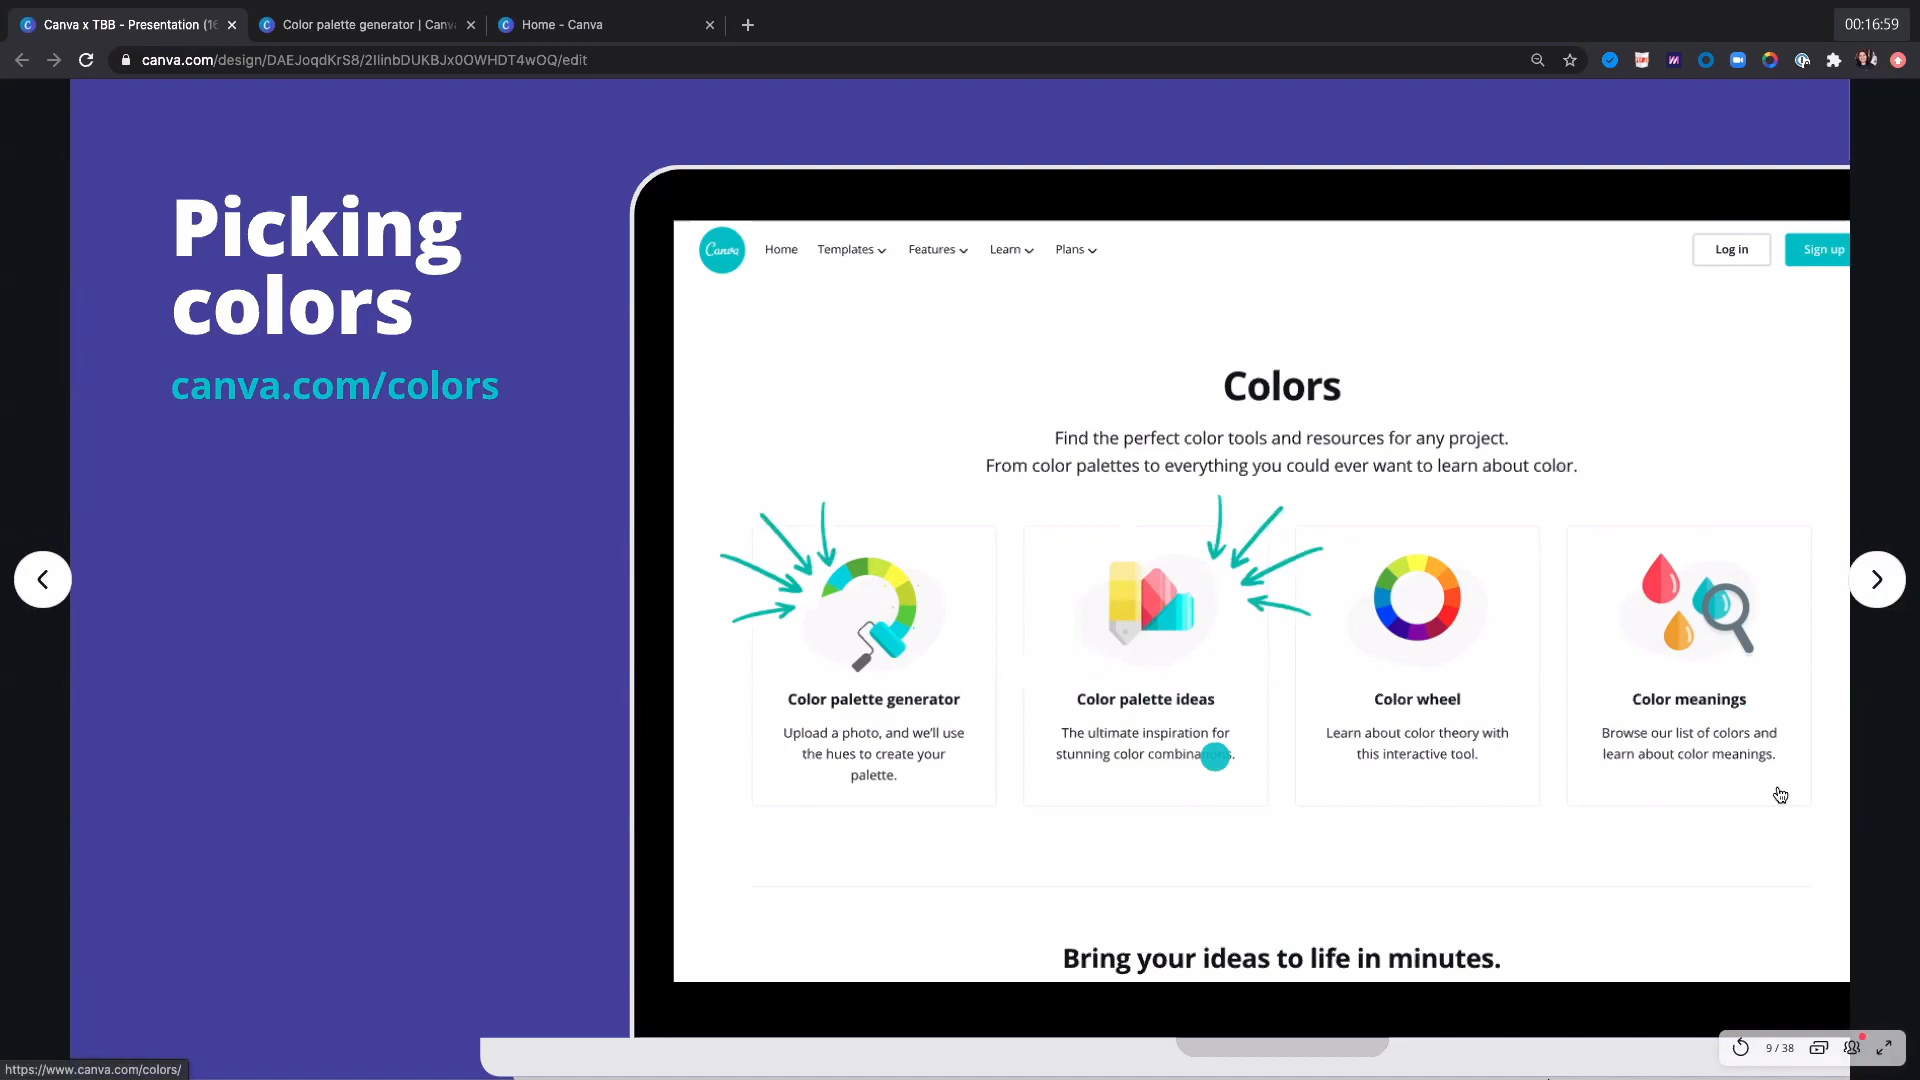 Canva x TBB - Presentation (16
Color palette generator | Canv
Home - Canva
00:16:59
canva.com/design/DAEJoqdKrS8/2IlinbDUKBJx0OWHDT4wOQ/edit
Picking
colors
canva.com/colors
Canva
Home
Templates
Features
Learn
Plans
Log in
Sign up
Colors
Find the perfect color tools and resources for any project.
From color palettes to everything you could ever want to learn about color.
Color palette generator
Upload a photo, and we'll use
the hues to create your
palette.
Color palette ideas
The ultimate inspiration for
stunning color combinations.
Color wheel
Learn about color theory with
this interactive tool.
Color meanings
Browse our list of colors and
learn about color meanings.
Bring your ideas to life in minutes.
9 / 38
https://www.canva.com/colors/